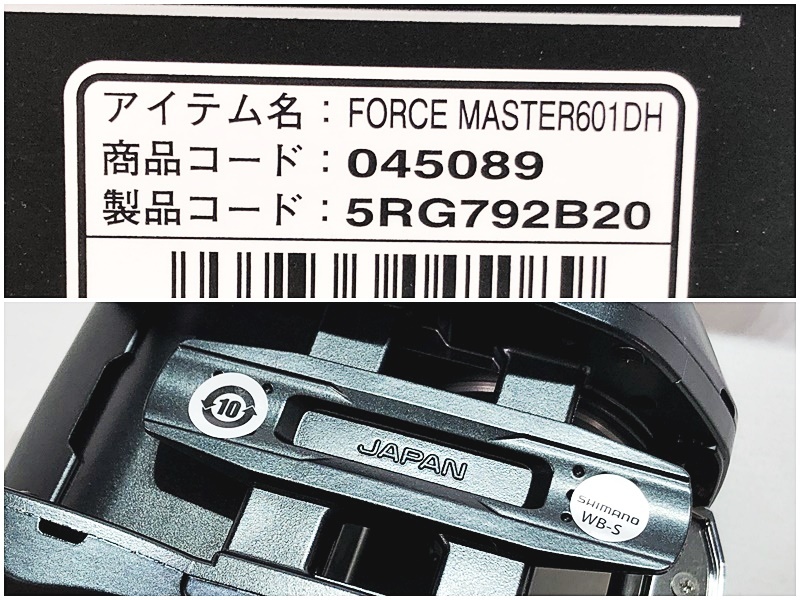 アイテム名：FORCE MASTER601DH
商品コード：045089
製品コード：5RG792B20
10
JAPAN
SHIMANO
WB-S